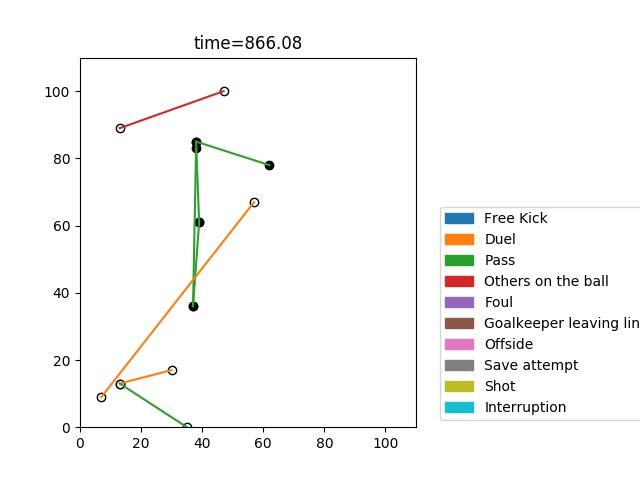 time=866.08
100
80
60
40
20
0
0 20 40 60 80 100
Free Kick
Duel
Pass
Others on the ball
Foul
Goalkeeper leaving lin
Offside
Save attempt
Shot
Interruption